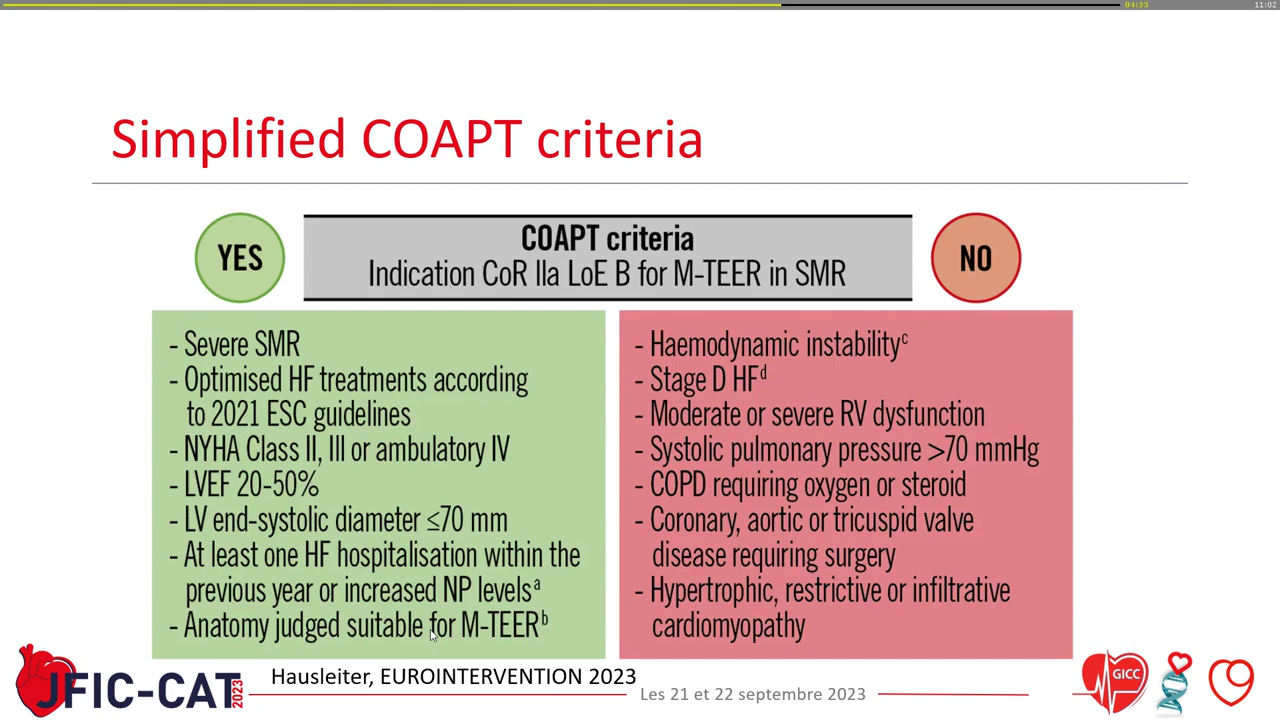 04:33
11:02
Simplified COAPT criteria
YES
COAPT criteria
Indication CoR IIa LoE B for M-TEER in SMR
NO
- Severe SMR
- Optimised HF treatments according
to 2021 ESC guidelines
- NYHA Class II, III or ambulatory IV
- LVEF 20-50%
- LV end-systolic diameter ≤70 mm
- At least one HF hospitalisation within the
previous year or increased NP levelsᵃ
- Anatomy judged suitable for M-TEERᵇ
- Haemodynamic instabilityᶜ
- Stage D HFᵈ
- Moderate or severe RV dysfunction
- Systolic pulmonary pressure >70 mmHg
- COPD requiring oxygen or steroid
- Coronary, aortic or tricuspid valve
disease requiring surgery
- Hypertrophic, restrictive or infiltrative
cardiomyopathy
Hausleiter, EUROINTERVENTION 2023
JFIC-CAT 2023
Les 21 et 22 septembre 2023
GICC